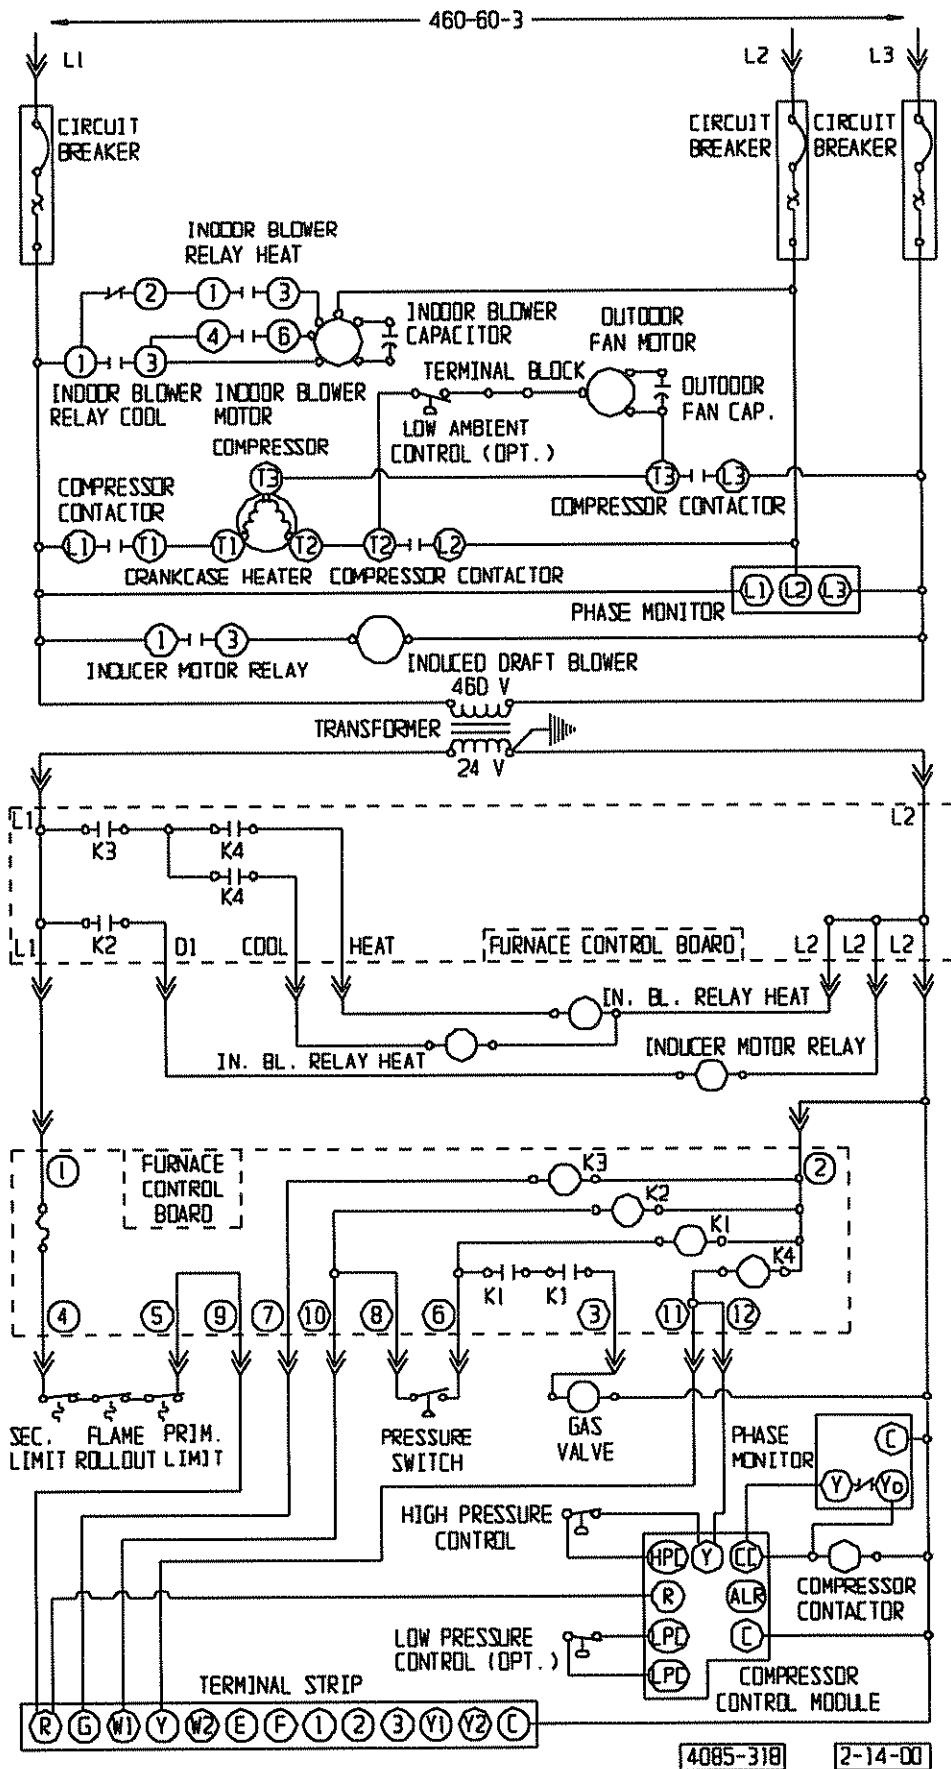 460-60-3
L1
L2
L3
CIRCUIT
BREAKER
CIRCUIT
BREAKER
CIRCUIT
BREAKER
INDOOR BLOWER
RELAY HEAT
2
1
3
4
6
1
3
INDOOR BLOWER
CAPACITOR
OUTDOOR
FAN MOTOR
INDOOR BLOWER
RELAY COOL
INDOOR BLOWER
MOTOR
TERMINAL BLOCK
OUTDOOR
FAN CAP.
LOW AMBIENT
CONTROL (OPT.)
COMPRESSOR
T3
T3
L3
COMPRESSOR
CONTACTOR
COMPRESSOR CONTACTOR
L1
T1
T1
T2
T2
L2
CRANKCASE HEATER
COMPRESSOR CONTACTOR
L1
L2
L3
PHASE MONITOR
1
3
INDUCER MOTOR RELAY
INDUCED DRAFT BLOWER
460 V
TRANSFORMER
24 V
L1
L2
K3
K4
K4
K2
L1
D1
COOL
HEAT
FURNACE CONTROL BOARD
L2
L2
L2
IN. BL. RELAY HEAT
IN. BL. RELAY HEAT
INDUCER MOTOR RELAY
1
FURNACE
CONTROL
BOARD
K3
2
K2
K1
K4
K1
K1
4
5
9
7
10
8
6
3
11
12
SEC.
LIMIT
FLAME
ROLLOUT
PRIM.
LIMIT
PRESSURE
SWITCH
GAS
VALVE
PHASE
MONITOR
C
Y
YO
HIGH PRESSURE
CONTROL
HPC
Y
CC
R
ALR
LPC
C
LPC
COMPRESSOR
CONTACTOR
LOW PRESSURE
CONTROL (OPT.)
COMPRESSOR
CONTROL MODULE
TERMINAL STRIP
R G W1 Y W2 E F 1 2 3 Y1 Y2 C
4085-318
2-14-00